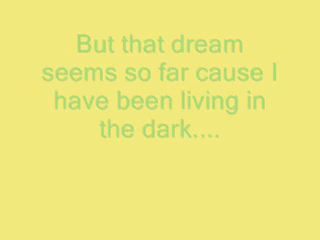 But that dream
seems so far cause I
have been living in
the dark....